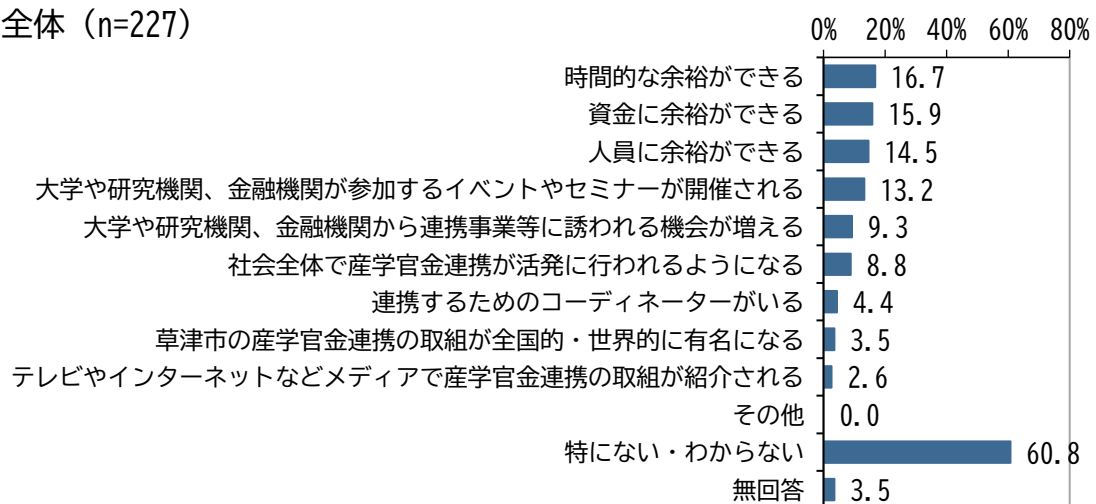 全体 (n=227)
0% 20% 40% 60% 80%
時間的な余裕ができる 16.7
資金に余裕ができる 15.9
人員に余裕ができる 14.5
大学や研究機関、金融機関が参加するイベントやセミナーが開催される 13.2
大学や研究機関、金融機関から連携事業等に誘われる機会が増える 9.3
社会全体で産学官金連携が活発に行われるようになる 8.8
連携するためのコーディネーターがいる 4.4
草津市の産学官金連携の取組が全国的・世界的に有名になる 3.5
テレビやインターネットなどメディアで産学官金連携の取組が紹介される 2.6
その他 0.0
特にない・わからない 60.8
無回答 3.5